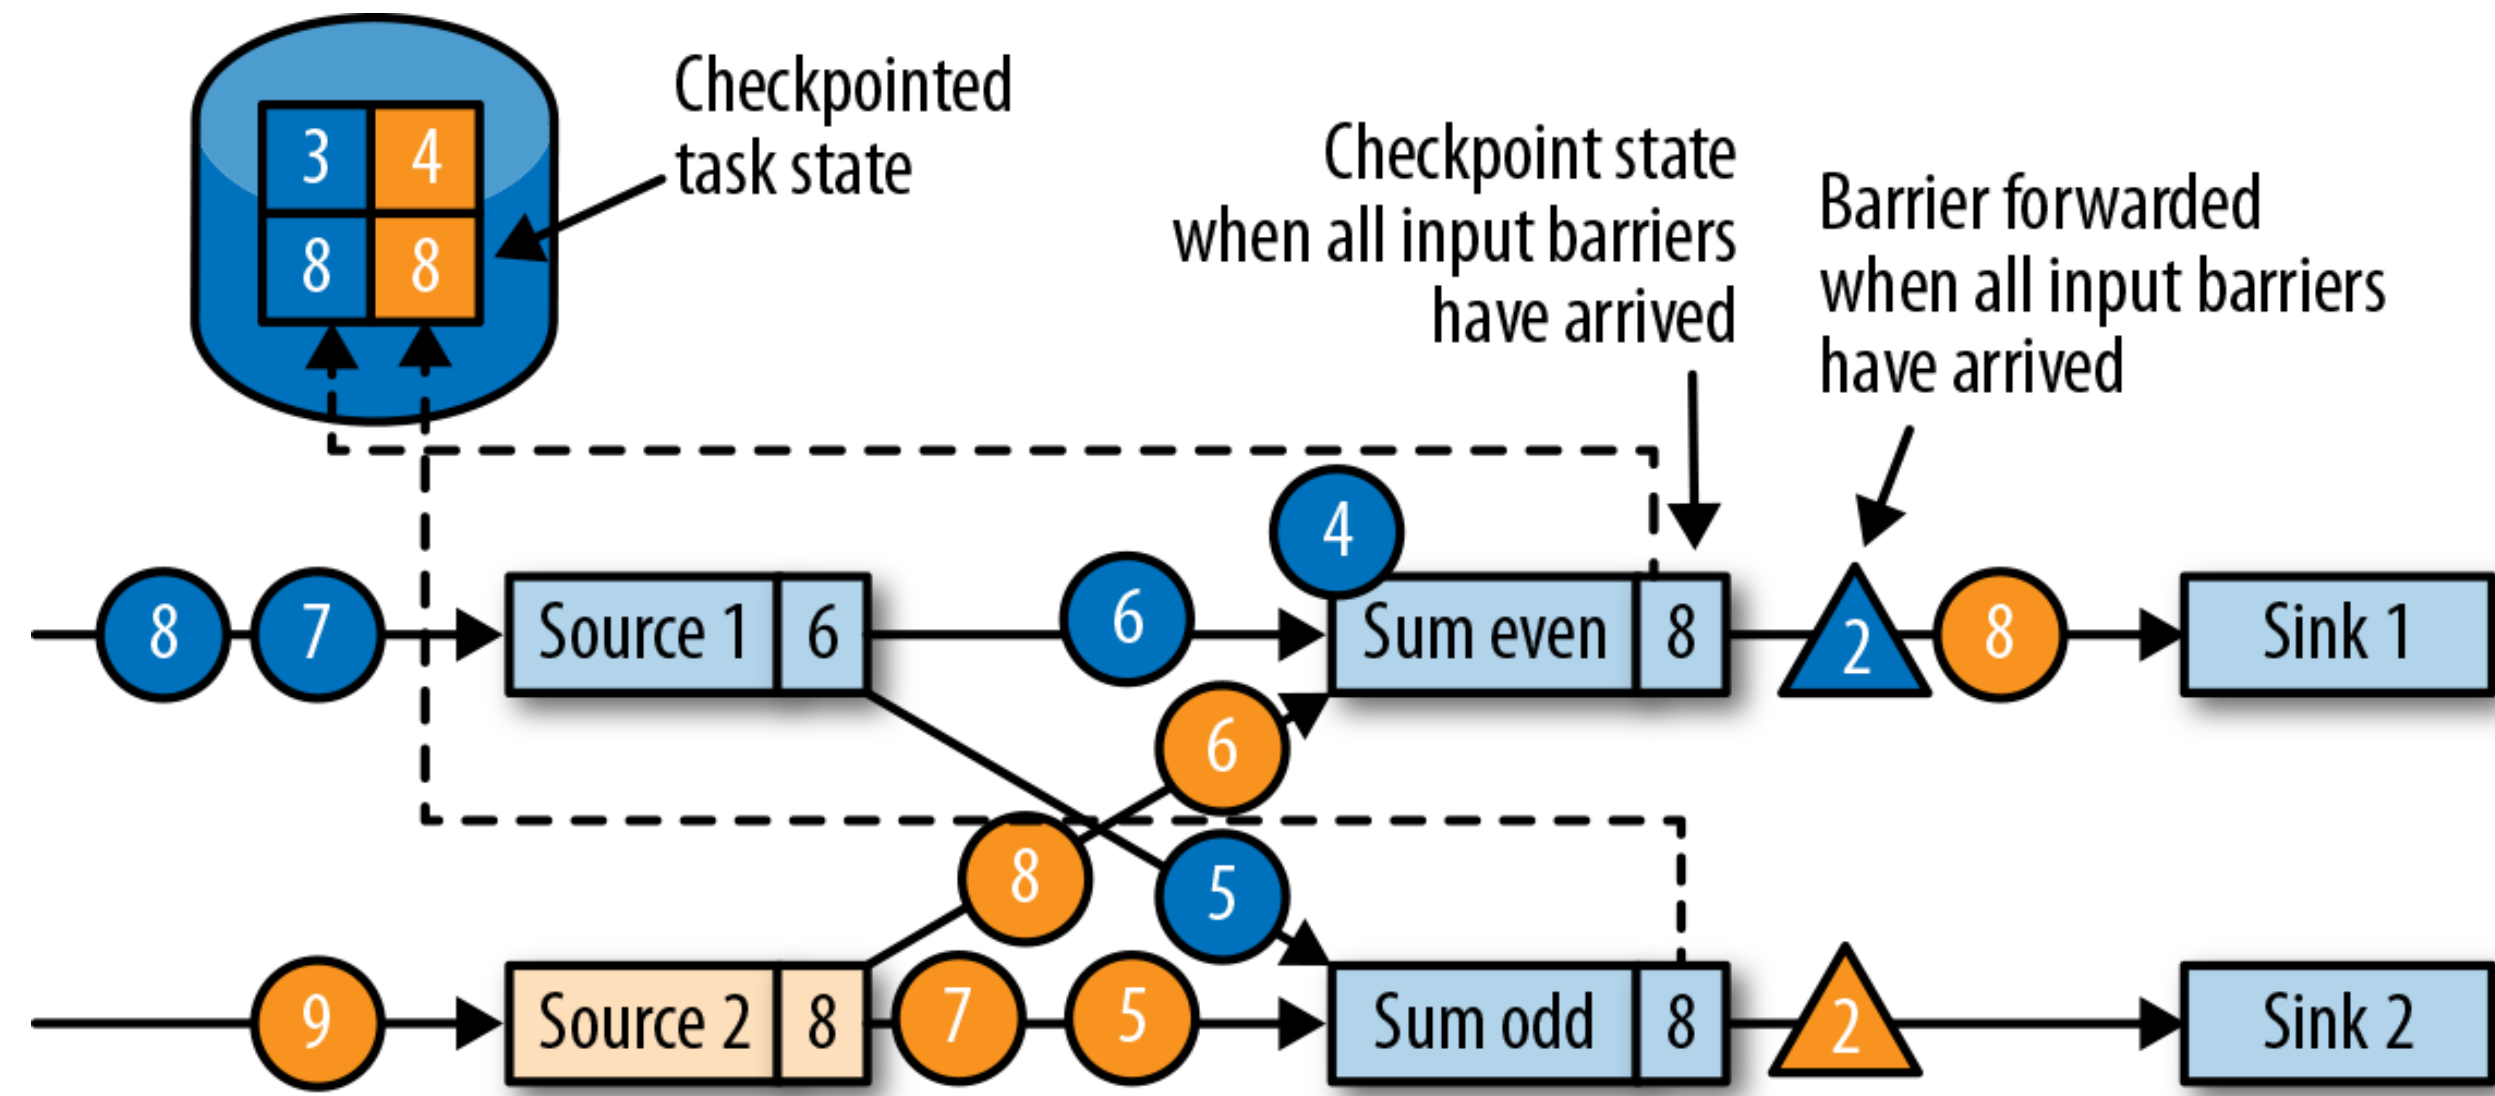 Checkpointed
task state
3 4
8 8
Checkpoint state
when all input barriers
have arrived
Barrier forwarded
when all input barriers
have arrived
4
8 7 Source 1 6 6 Sum even 8 2 8 Sink 1
6
8
5
9 Source 2 8 7 5 Sum odd 8 2 Sink 2